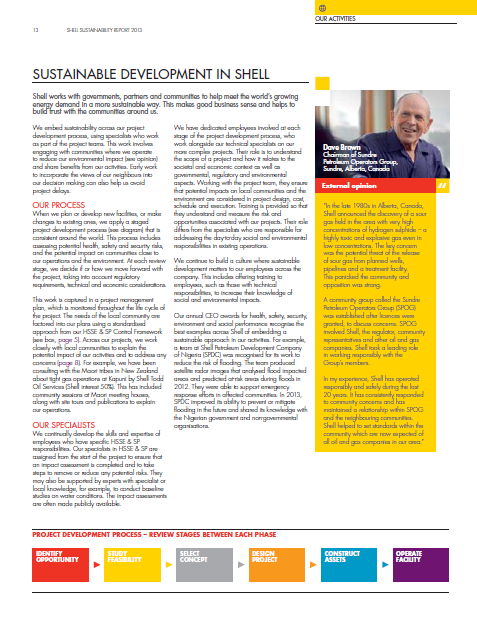 12
SHELL SUSTAINABILITY REPORT 2013
OUR ACTIVITIES
SUSTAINABLE DEVELOPMENT IN SHELL
Shell works with governments, partners and communities to help meet the world's growing
energy demand in a more sustainable way. This makes good business sense and helps to
build trust with the communities around us.
We embed sustainability across our project
development process, using specialists who work
as part of the project teams. This work involves
engaging with communities where we operate
to reduce our environmental impact (see opinion)
and share benefits from our activities. Early work
to incorporate the views of our neighbours into
our decision making can also help us avoid
project delays.
OUR PROCESS
When we plan or develop new facilities, or make
changes to existing ones, we apply a staged
project development process (see diagram) that is
consistent around the world. This process includes
assessing potential health, safety and security risks,
and the potential impact on communities close to
our operations and the environment. At each review
stage, we decide if or how we move forward with
the project, taking into account regulatory
requirements, technical and economic considerations.
This work is captured in a project management
plan, which is monitored throughout the life cycle of
the project. The needs of the local community are
factored into our plans using a standardised
approach from our HSSE & SP Control Framework
(see box, page 5). Across our projects, we work
closely with local communities to explain the
potential impact of our activities and to address any
concerns (page 8). For example, we have been
consulting with the Maori tribes in New Zealand
about tight gas operations at Kapuni by Shell Todd
Oil Services (Shell interest 50%). This has included
community sessions at Maori meeting houses,
along with site tours and publications to explain
our operations.
OUR SPECIALISTS
We continually develop the skills and expertise of
employees who have specific HSSE & SP
responsibilities. Our specialists in HSSE & SP are
assigned from the start of the project to ensure that
an impact assessment is completed and to take
steps to remove or reduce any potential risks. They
may also be supported by experts with specialist or
local knowledge, for example, to conduct baseline
studies on water conditions. The impact assessments
are often made publicly available.
We have dedicated employees involved at each
stage of the project development process, who
work alongside our technical specialists on our
more complex projects. Their role is to understand
the scope of a project and how it relates to the
societal and economic context as well as
governmental, regulatory and environmental
aspects. Working with the project team, they ensure
that potential impacts on local communities and the
environment are considered in project design, cost,
schedule and execution. Training is provided so that
they understand and measure the risk and
opportunities associated with our projects. Their role
differs from the specialists who are responsible for
addressing the day-to-day social and environmental
responsibilities in existing operations.
We continue to build a culture where sustainable
development matters to our employees across the
company. This includes offering training to
employees, such as those with technical
responsibilities, to increase their knowledge of
social and environmental impacts.
Our annual CEO awards for health, safety, security,
environment and social performance recognise the
best examples across Shell of embedding a
sustainable approach in our activities. For example,
a team at Shell Petroleum Development Company
of Nigeria (SPDC) was recognised for its work to
reduce the risk of flooding. The team produced
satellite radar images that analysed flood impacted
areas and predicted at-risk areas during floods in
2012. They were able to support emergency
response efforts in affected communities. In 2013,
SPDC improved its ability to prevent or mitigate
flooding in the future and shared its knowledge with
the Nigerian government and non-governmental
organisations.
Dave Brown
Chairman of Sundre
Petroleum Operators Group,
Sundre, Alberta, Canada
External opinion
"In the late 1980s in Alberta, Canada,
Shell announced the discovery of a sour
gas field in the area with very high
concentrations of hydrogen sulphide – a
highly toxic and explosive gas even in
low concentrations. The key concern
was the potential threat of the release
of sour gas from planned wells,
pipelines and a treatment facility.
This panicked the community and
opposition was strong.
A community group called the Sundre
Petroleum Operators Group (SPOG)
was established after licences were
granted, to discuss concerns. SPOG
involved Shell, the regulator, community
representatives and other oil and gas
companies. Shell took a leading role
in working responsibly with the
Group's members.
In my experience, Shell has operated
responsibly and safely during the last
20 years. It has consistently responded
to community concerns and has
maintained a relationship within SPOG
and the neighbouring communities.
Shell helped to set standards within the
community which are now expected of
all oil and gas companies in our area."
PROJECT DEVELOPMENT PROCESS – REVIEW STAGES BETWEEN EACH PHASE
IDENTIFY
OPPORTUNITY
STUDY
FEASIBILITY
SELECT
CONCEPT
DESIGN
PROJECT
CONSTRUCT
ASSETS
OPERATE
FACILITY